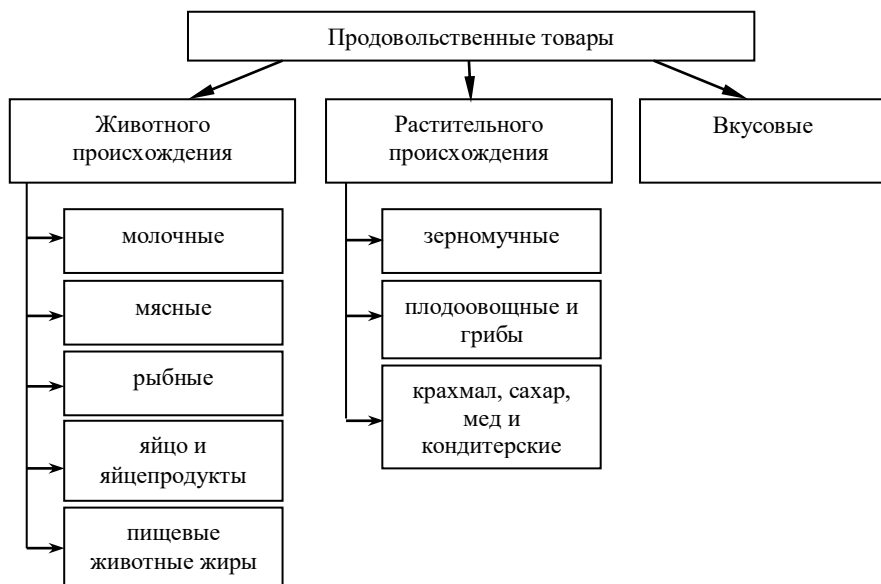 Продовольственные товары
Животного
происхождения
Растительного
происхождения
Вкусовые
молочные
мясные
рыбные
яйцо и
яйцепродукты
пищевые
животные жиры
зерномучные
плодоовощные и
грибы
крахмал, сахар,
мед и
кондитерские